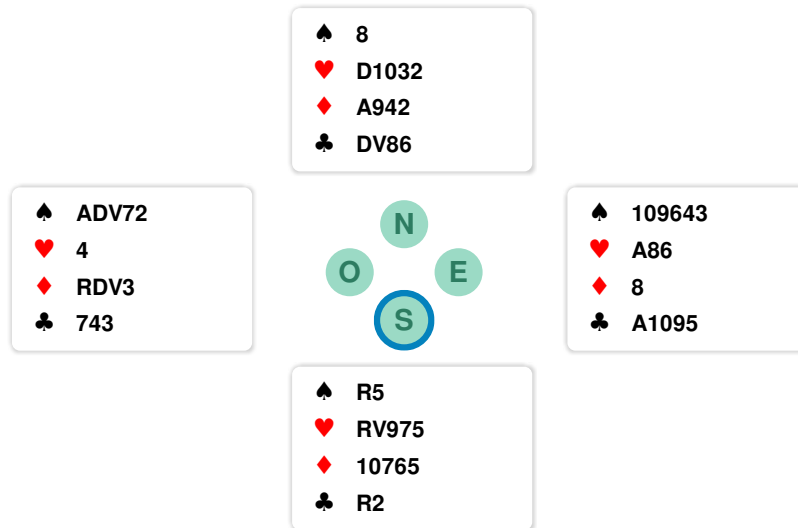 ♠ 8
♥ D1032
♦ A942
♣ DV86
♠ ADV72
♥ 4
♦ RDV3
♣ 743
N
O E
S
♠ 109643
♥ A86
♦ 8
♣ A1095
♠ R5
♥ RV975
♦ 10765
♣ R2